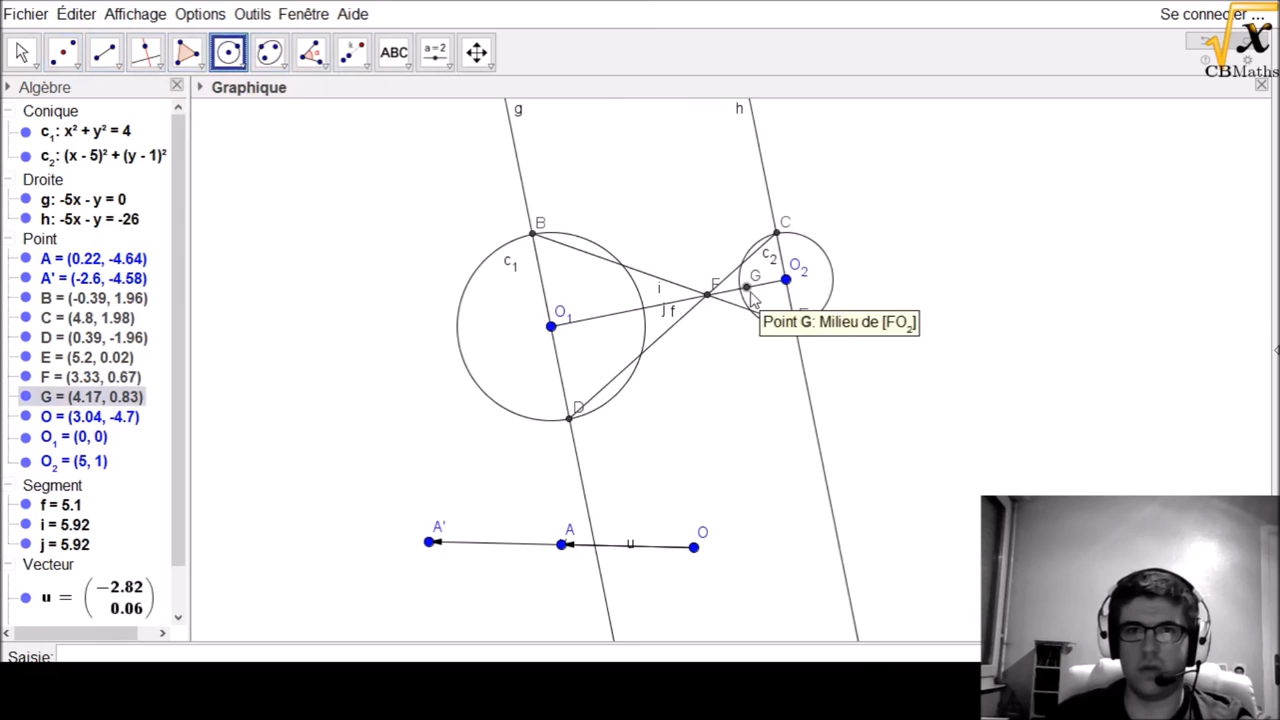 Fichier Éditer Affichage Options Outils Fenêtre Aide
Se connecter ...
ABC
a=2
CBMaths
Algèbre
Graphique
Conique
c₁: x² + y² = 4
c₂: (x - 5)² + (y - 1)²
Droite
g: -5x - y = 0
h: -5x - y = -26
Point
A = (0.22, -4.64)
A' = (-2.6, -4.58)
B = (-0.39, 1.96)
C = (4.8, 1.98)
D = (0.39, -1.96)
E = (5.2, 0.02)
F = (3.33, 0.67)
G = (4.17, 0.83)
O = (3.04, -4.7)
O₁ = (0, 0)
O₂ = (5, 1)
Segment
f = 5.1
i = 5.92
j = 5.92
Vecteur
u = (−2.82
0.06)
Saisie:
g
h
B
C
c₁
c₂
O₂
G
F
i
j f
O₁
Point G: Milieu de [FO₂]
D
A'
A
u
O